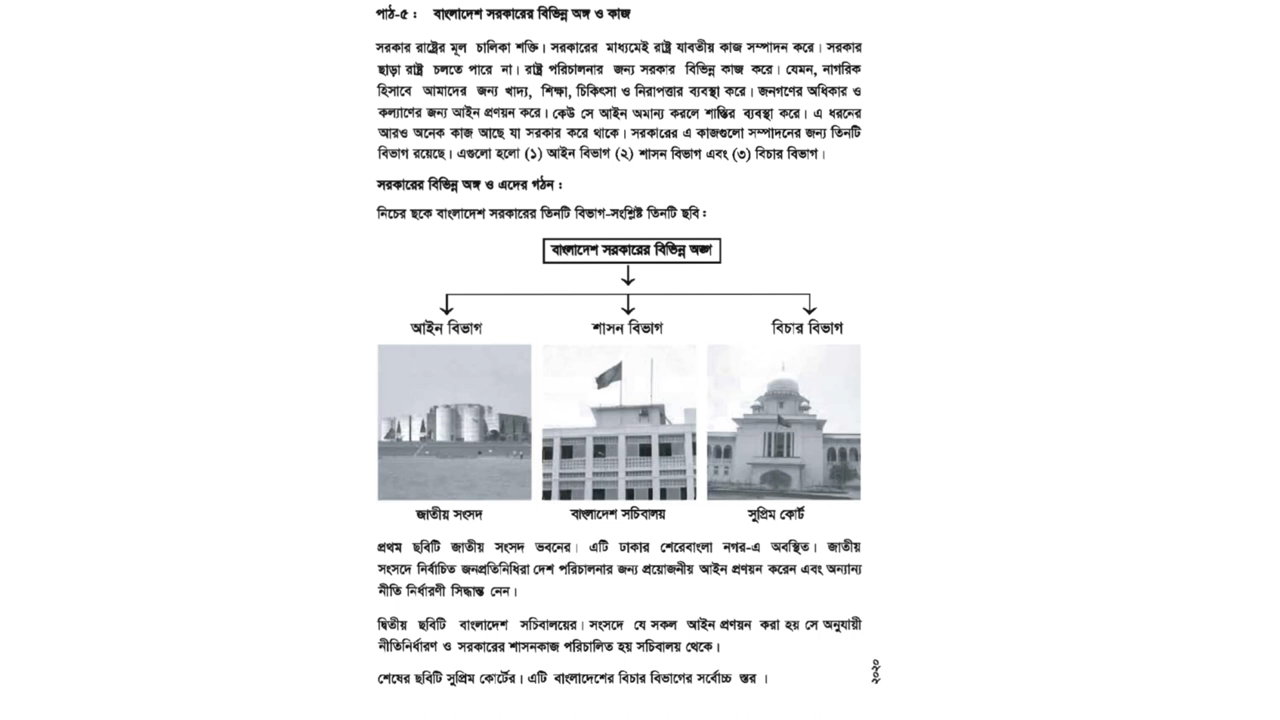 পাঠ-৫ : বাংলাদেশ সরকারের বিভিন্ন অঙ্গ ও কাজ
সরকার রাষ্ট্রের মূল চালিকা শক্তি। সরকারের মাধ্যমেই রাষ্ট্র যাবতীয় কাজ সম্পাদন করে। সরকার
ছাড়া রাষ্ট্র চলতে পারে না। রাষ্ট্র পরিচালনার জন্য সরকার বিভিন্ন কাজ করে। যেমন, নাগরিক
হিসাবে আমাদের জন্য খাদ্য, শিক্ষা, চিকিৎসা ও নিরাপত্তার ব্যবস্থা করে। জনগণের অধিকার ও
কল্যাণের জন্য আইন প্রণয়ন করে। কেউ সে আইন অমান্য করলে শাস্তির ব্যবস্থা করে। এ ধরনের
আরও অনেক কাজ আছে যা সরকার করে থাকে। সরকারের এ কাজগুলো সম্পাদনের জন্য তিনটি
বিভাগ রয়েছে। এগুলো হলো (১) আইন বিভাগ (২) শাসন বিভাগ এবং (৩) বিচার বিভাগ।
সরকারের বিভিন্ন অঙ্গ ও এদের গঠন :
নিচের ছকে বাংলাদেশ সরকারের তিনটি বিভাগ-সংশ্লিষ্ট তিনটি ছবি :
বাংলাদেশ সরকারের বিভিন্ন অঙ্গ
আইন বিভাগ শাসন বিভাগ বিচার বিভাগ
জাতীয় সংসদ বাংলাদেশ সচিবালয় সুপ্রিম কোর্ট
প্রথম ছবিটি জাতীয় সংসদ ভবনের। এটি ঢাকার শেরেবাংলা নগর-এ অবস্থিত। জাতীয়
সংসদে নির্বাচিত জনপ্রতিনিধিরা দেশ পরিচালনার জন্য প্রয়োজনীয় আইন প্রণয়ন করেন এবং অন্যান্য
নীতি নির্ধারণী সিদ্ধান্ত নেন।
দ্বিতীয় ছবিটি বাংলাদেশ সচিবালয়ের। সংসদে যে সকল আইন প্রণয়ন করা হয় সে অনুযায়ী
নীতিনির্ধারণ ও সরকারের শাসনকাজ পরিচালিত হয় সচিবালয় থেকে।
শেষের ছবিটি সুপ্রিম কোর্টের। এটি বাংলাদেশের বিচার বিভাগের সর্বোচ্চ স্তর ।
২০২০